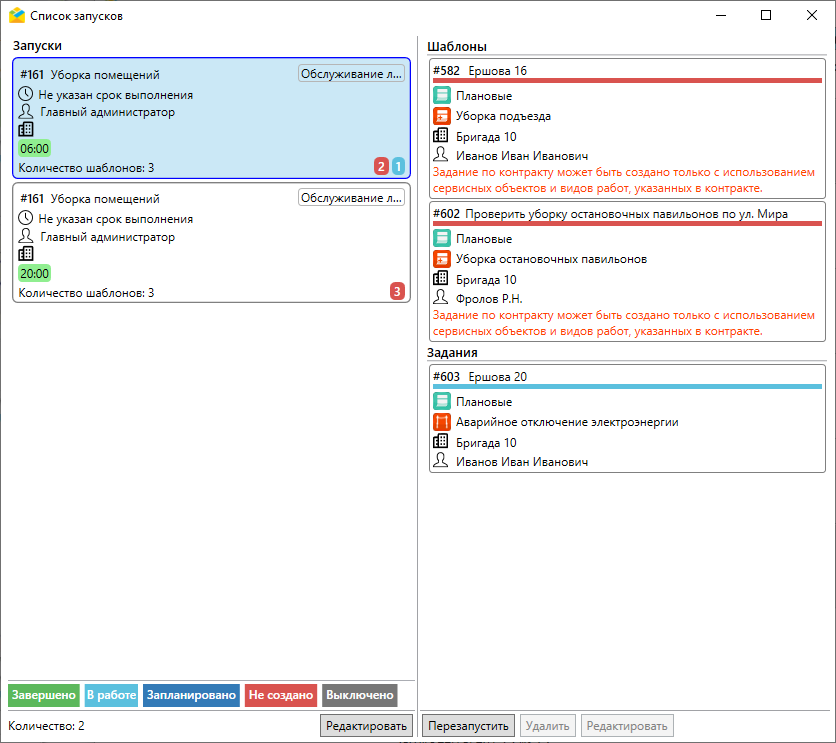 Список запусков
Запуски
#161 Уборка помещений
Обслуживание л...
Не указан срок выполнения
Главный администратор
06:00
Количество шаблонов: 3
2 1
#161 Уборка помещений
Обслуживание л...
Не указан срок выполнения
Главный администратор
20:00
Количество шаблонов: 3
3
Завершено В работе Запланировано Не создано Выключено
Количество: 2
Редактировать
Шаблоны
#582 Ершова 16
Плановые
Уборка подъезда
Бригада 10
Иванов Иван Иванович
Задание по контракту может быть создано только с использованием
сервисных объектов и видов работ, указанных в контракте.
#602 Проверить уборку остановочных павильонов по ул. Мира
Плановые
Уборка остановочных павильонов
Бригада 10
Фролов Р.Н.
Задание по контракту может быть создано только с использованием
сервисных объектов и видов работ, указанных в контракте.
Задания
#603 Ершова 20
Плановые
Аварийное отключение электроэнергии
Бригада 10
Иванов Иван Иванович
Перезапустить Удалить Редактировать